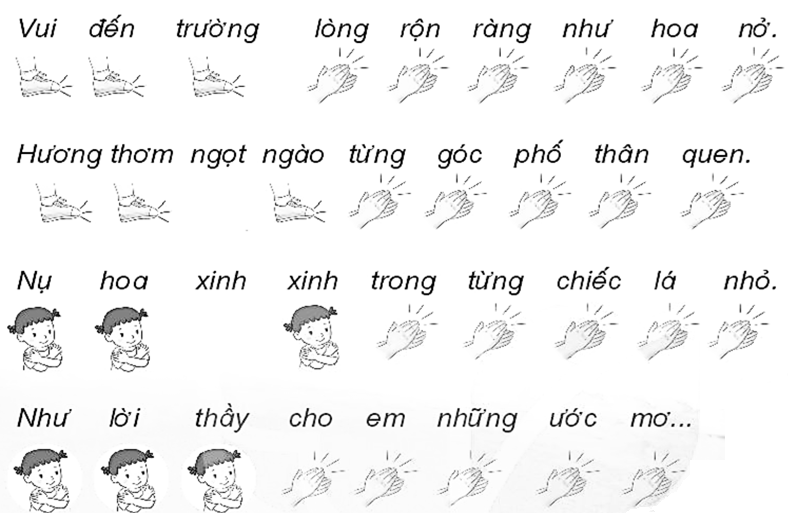 Vui đến trường lòng rộn ràng như hoa nở.
Hương thơm ngọt ngào từng góc phố thân quen.
Nụ hoa xinh xinh trong từng chiếc lá nhỏ.
Như lời thầy cho em những ước mơ...